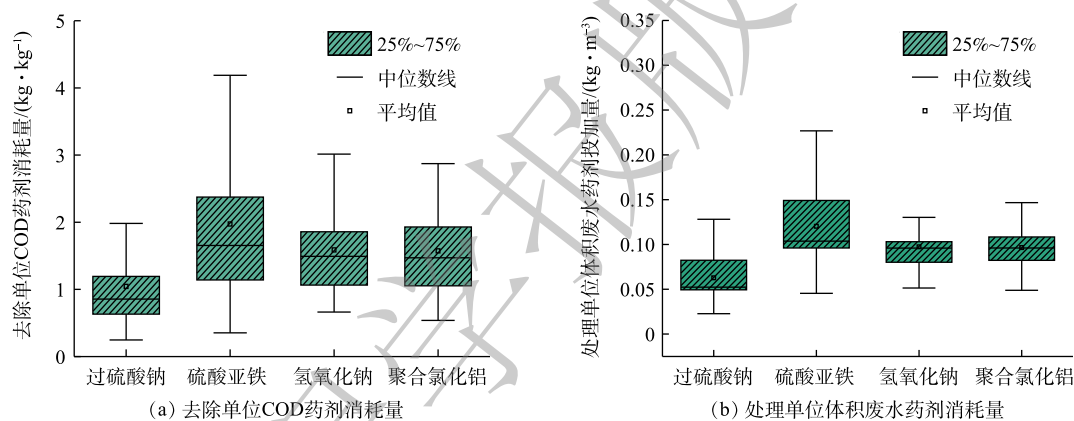 去除单位COD药剂消耗量/(kg·kg⁻¹)
5
4
3
2
1
0
25%~75%
中位数线
平均值
过硫酸钠
硫酸亚铁
氢氧化钠
聚合氯化铝
(a) 去除单位COD药剂消耗量
处理单位体积废水药剂投加量/(kg·m⁻³)
0.35
0.30
0.25
0.20
0.15
0.10
0.05
0
25%~75%
中位数线
平均值
过硫酸钠
硫酸亚铁
氢氧化钠
聚合氯化铝
(b) 处理单位体积废水药剂消耗量
学报版